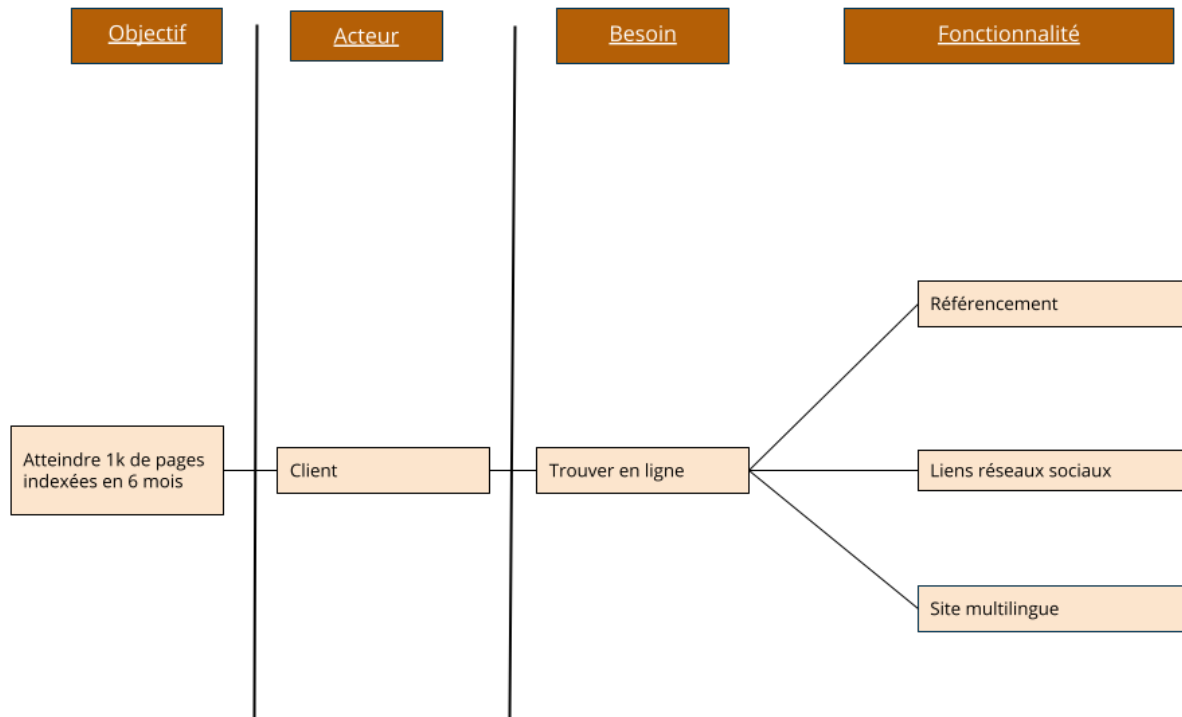 Objectif
Acteur
Besoin
Fonctionnalité
Référencement
Atteindre 1k de pages
indexées en 6 mois
Client
Trouver en ligne
Liens réseaux sociaux
Site multilingue